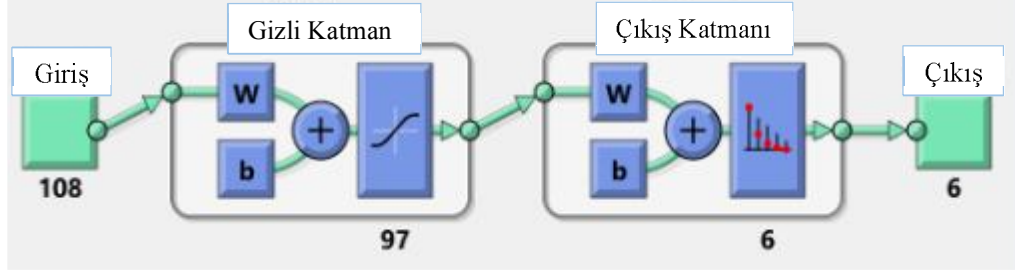 Giriş
Gizli Katman
Çıkış Katmanı
Çıkış
W
b
+
W
b
+
108
97
6
6